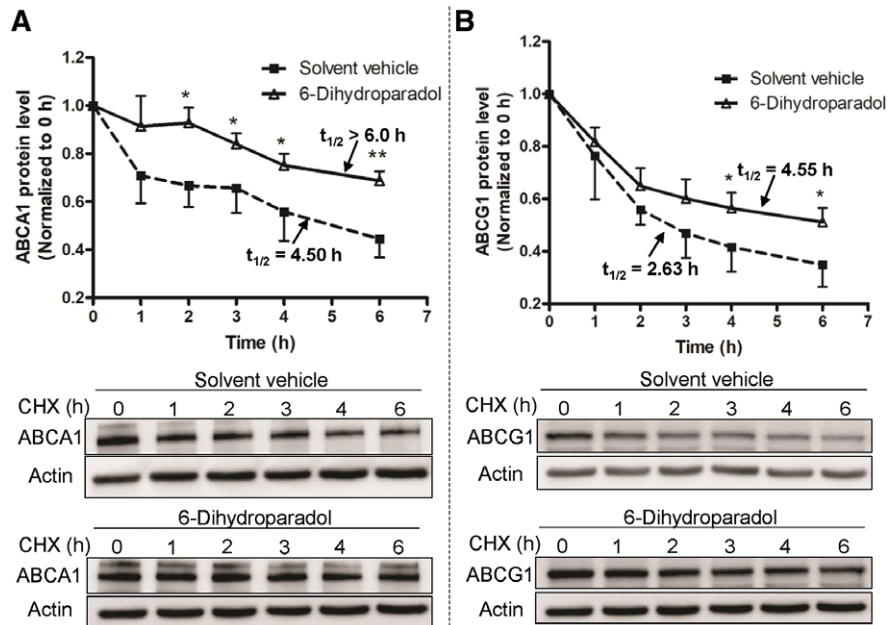 A
ABCA1 protein level
(Normalized to 0 h)
1.2
1.0
0.8
0.6
0.4
0.2
Solvent vehicle
6-Dihydroparadol
*
*
*
**
t1/2 > 6.0 h
t1/2 = 4.50 h
0 1 2 3 4 5 6 7
Time (h)
Solvent vehicle
CHX (h) 0 1 2 3 4 6
ABCA1
Actin
6-Dihydroparadol
CHX (h) 0 1 2 3 4 6
ABCA1
Actin
B
ABCG1 protein level
(Normalized to 0 h)
1.2
1.0
0.8
0.6
0.4
0.2
Solvent vehicle
6-Dihydroparadol
t1/2 = 4.55 h
*
*
t1/2 = 2.63 h
0 1 2 3 4 5 6 7
Time (h)
Solvent vehicle
CHX (h) 0 1 2 3 4 6
ABCG1
Actin
6-Dihydroparadol
CHX (h) 0 1 2 3 4 6
ABCG1
Actin